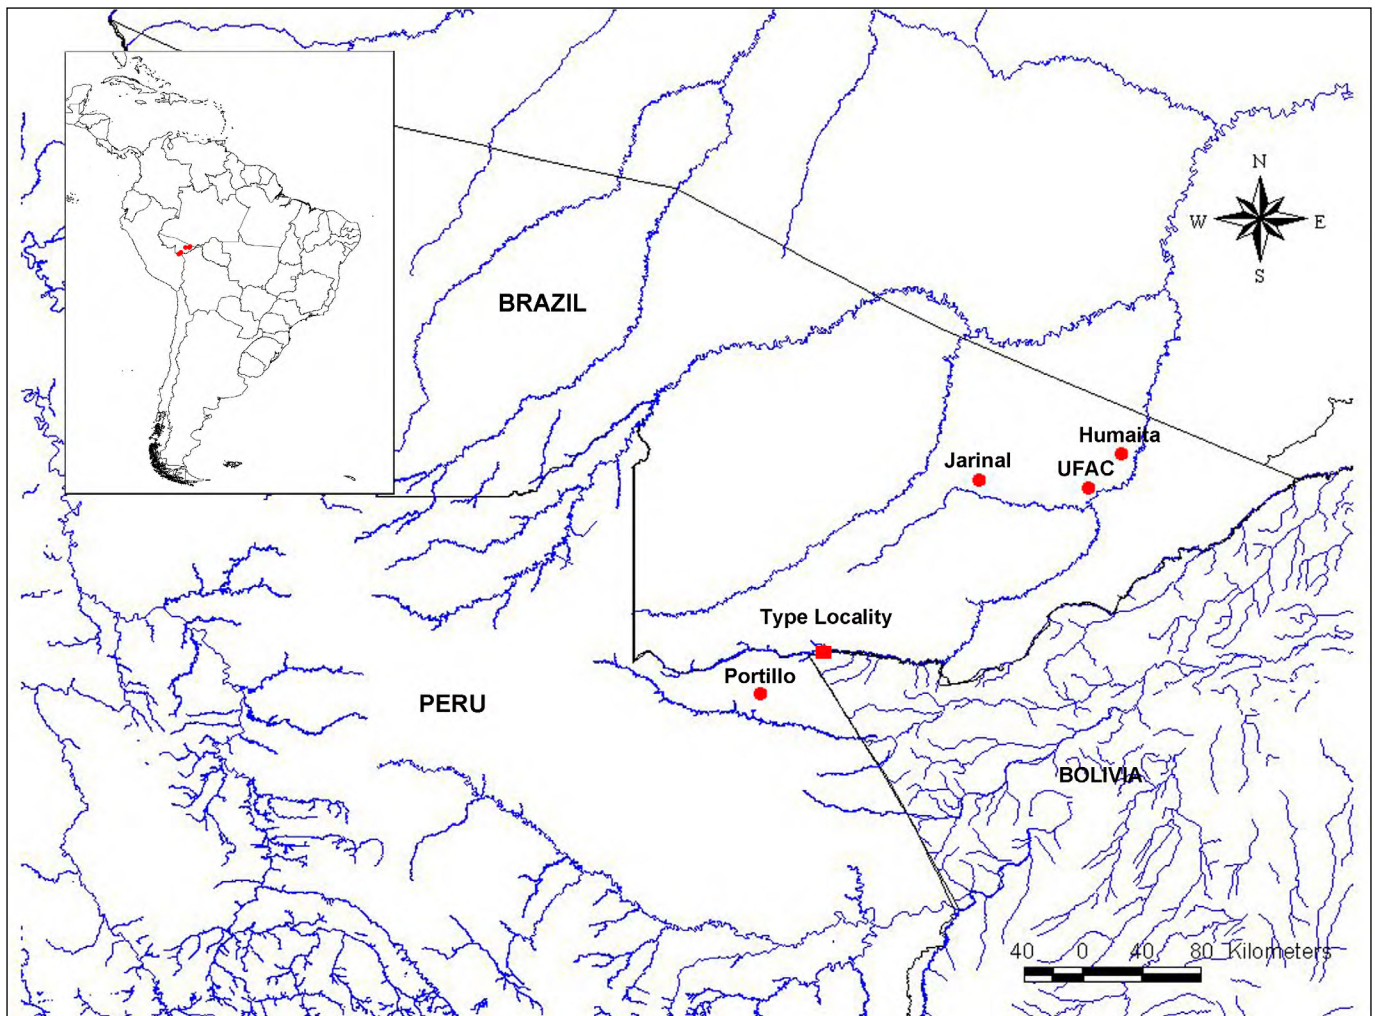 N
W E
S
BRAZIL
Humaita
Jarinal
UFAC
Type Locality
Portillo
PERU
BOLIVIA
40 0 40 80 Kilometers